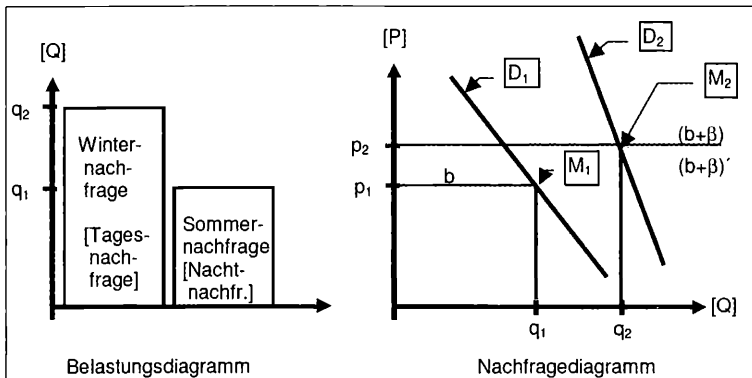 [Q]
q2
q1
Winter-
nach-
frage
[Tages-
nach-
frage]
Sommer-
nachfrage
[Nacht-
nachfr.]
Belastungsdiagramm
[P]
D1
D2
M2
(b+β)
p2
(b+β)´
b
M1
p1
[Q]
q1
q2
Nachfragediagramm